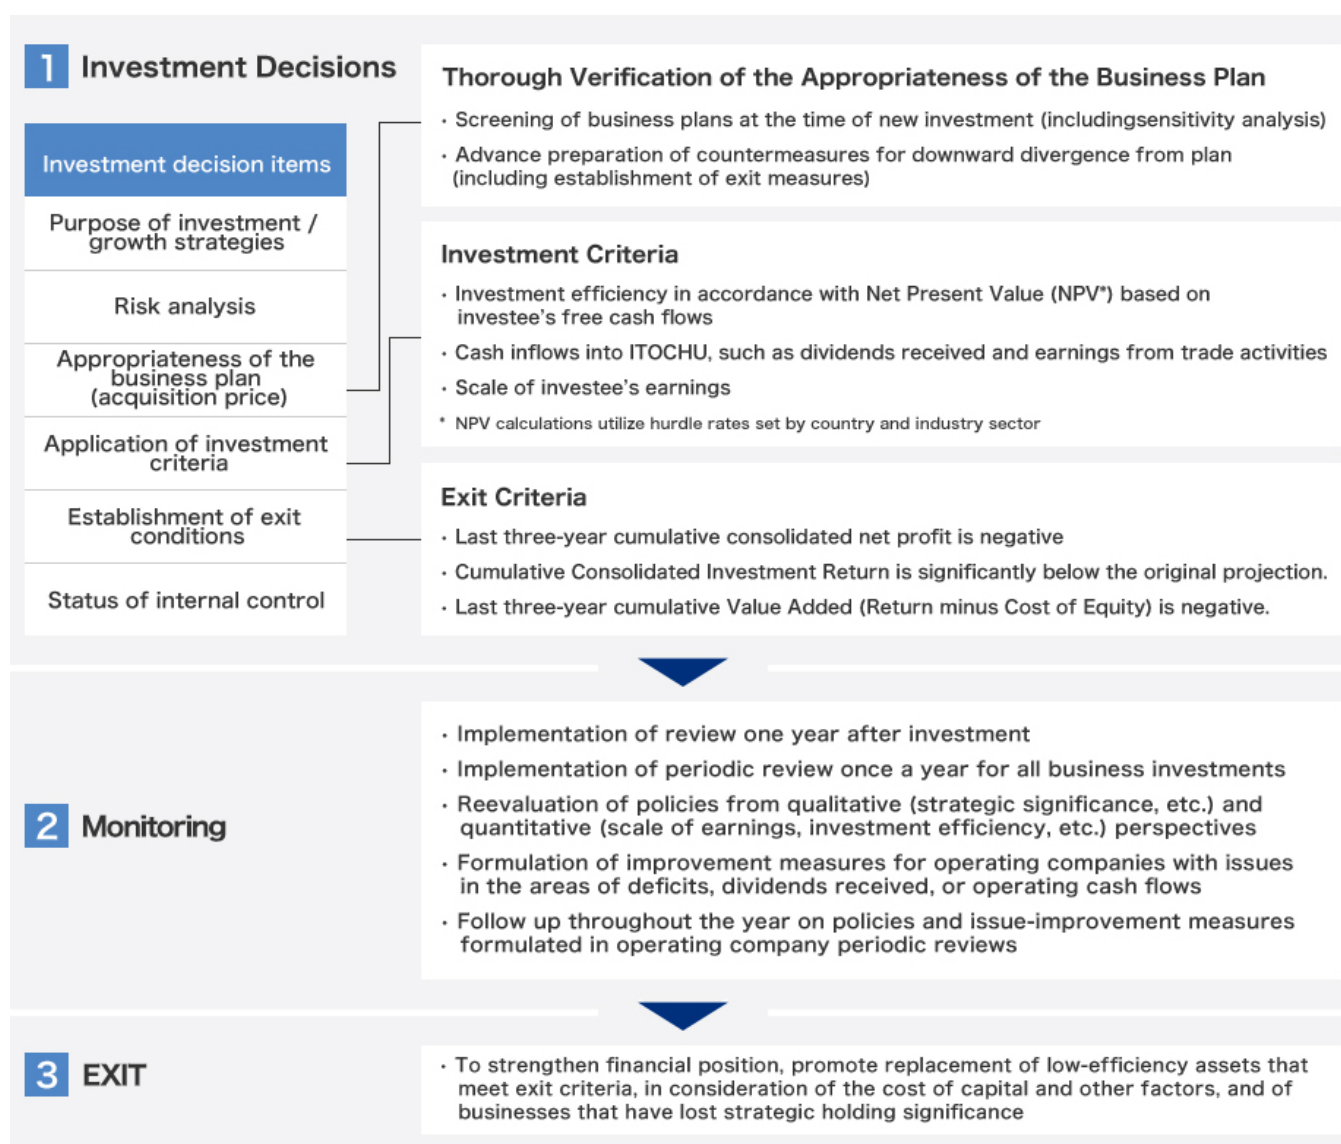 1 Investment Decisions
Investment decision items
Purpose of investment /
growth strategies
Risk analysis
Appropriateness of the
business plan
(acquisition price)
Application of investment
criteria
Establishment of exit
conditions
Status of internal control
Thorough Verification of the Appropriateness of the Business Plan
・Screening of business plans at the time of new investment (includingsensitivity analysis)
・Advance preparation of countermeasures for downward divergence from plan
(including establishment of exit measures)
Investment Criteria
・Investment efficiency in accordance with Net Present Value (NPV*) based on
investee's free cash flows
・Cash inflows into ITOCHU, such as dividends received and earnings from trade activities
・Scale of investee's earnings
* NPV calculations utilize hurdle rates set by country and industry sector
Exit Criteria
・Last three-year cumulative consolidated net profit is negative
・Cumulative Consolidated Investment Return is significantly below the original projection.
・Last three-year cumulative Value Added (Return minus Cost of Equity) is negative.
2 Monitoring
・Implementation of review one year after investment
・Implementation of periodic review once a year for all business investments
・Reevaluation of policies from qualitative (strategic significance, etc.) and
quantitative (scale of earnings, investment efficiency, etc.) perspectives
・Formulation of improvement measures for operating companies with issues
in the areas of deficits, dividends received, or operating cash flows
・Follow up throughout the year on policies and issue-improvement measures
formulated in operating company periodic reviews
3 EXIT
・To strengthen financial position, promote replacement of low-efficiency assets that
meet exit criteria, in consideration of the cost of capital and other factors, and of
businesses that have lost strategic holding significance